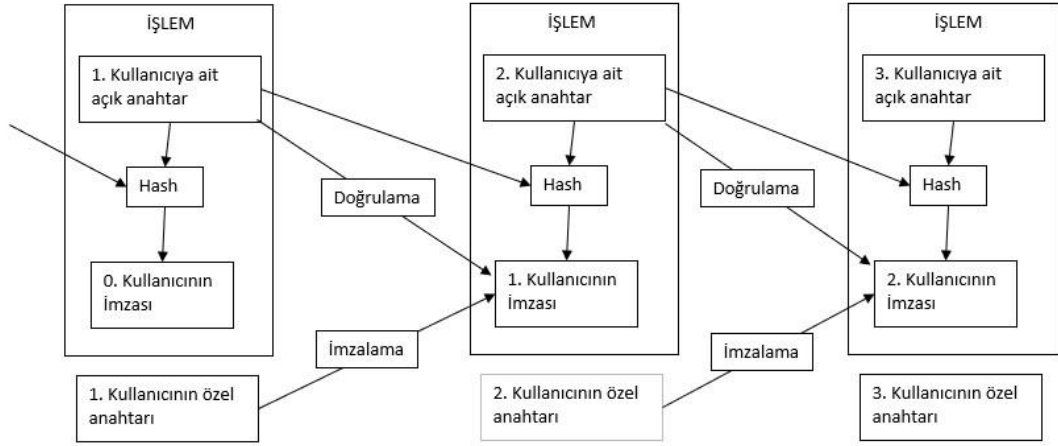 İŞLEM
1. Kullanıcıya ait
açık anahtar
Hash
0. Kullanıcının
İmzası
1. Kullanıcının özel
anahtarı
Doğrulama
İmzalama
İŞLEM
2. Kullanıcıya ait
açık anahtar
Hash
1. Kullanıcının
İmzası
2. Kullanıcının özel
anahtarı
Doğrulama
İmzalama
İŞLEM
3. Kullanıcıya ait
açık anahtar
Hash
2. Kullanıcının
İmzası
3. Kullanıcının özel
anahtarı